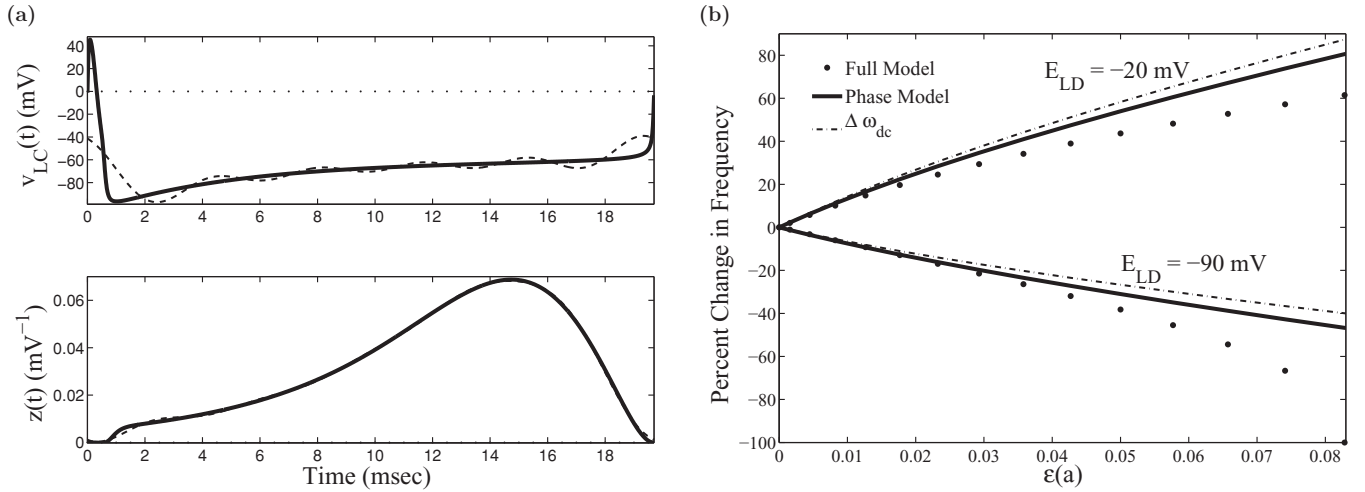 (a)
40
20
0
−20
−40
−60
−80
v_LC(t) (mV)
0 2 4 6 8 10 12 14 16 18
0.06
0.04
0.02
0
z(t) (mV⁻¹)
0 2 4 6 8 10 12 14 16 18
Time (msec)
(b)
80
60
40
20
0
−20
−40
−60
−80
−100
Percent Change in Frequency
Full Model
Phase Model
Δ ω_dc
E_LD = −20 mV
E_LD = −90 mV
0 0.01 0.02 0.03 0.04 0.05 0.06 0.07 0.08
ε(a)